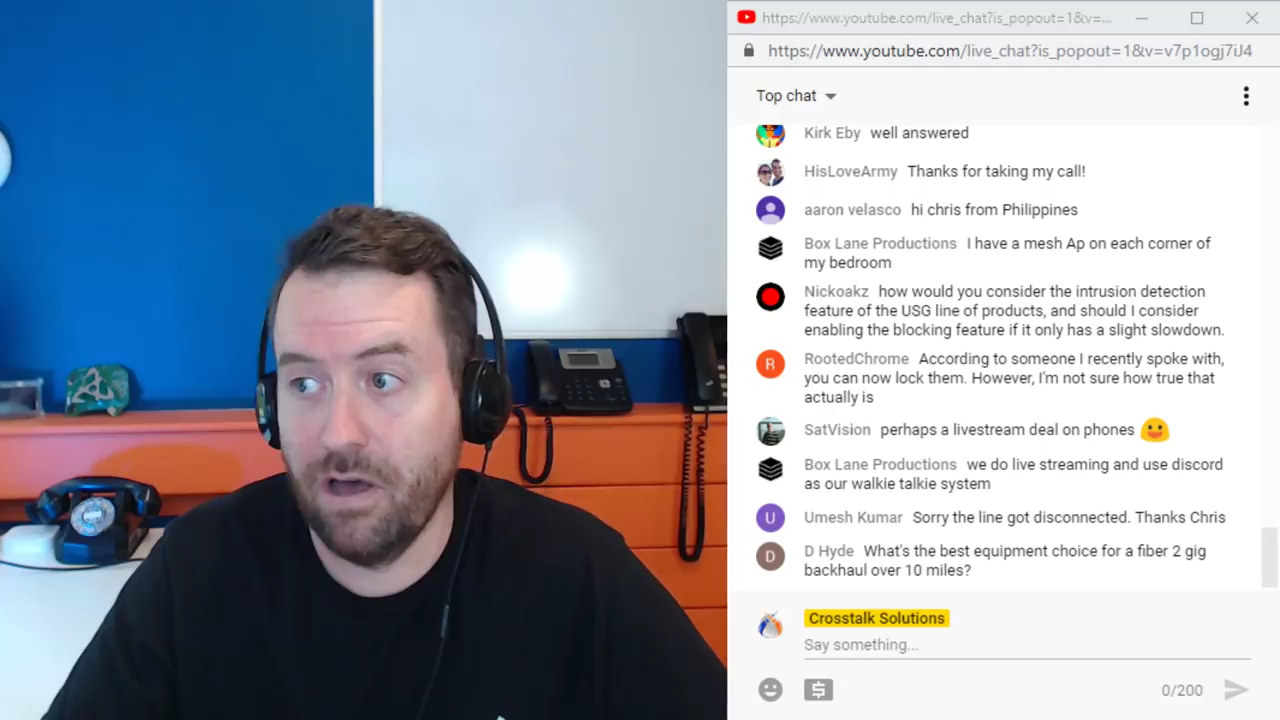 https://www.youtube.com/live_chat?is_popout=1&v=...
https://www.youtube.com/live_chat?is_popout=1&v=v7p1ogj7iJ4
Top chat
Kirk Eby well answered
HisLoveArmy Thanks for taking my call!
aaron velasco hi chris from Philippines
Box Lane Productions I have a mesh Ap on each corner of
my bedroom
Nickoakz how would you consider the intrusion detection
feature of the USG line of products, and should I consider
enabling the blocking feature if it only has a slight slowdown.
R RootedChrome According to someone I recently spoke with,
you can now lock them. However, I'm not sure how true that
actually is
SatVision perhaps a livestream deal on phones
Box Lane Productions we do live streaming and use discord
as our walkie talkie system
U Umesh Kumar Sorry the line got disconnected. Thanks Chris
D D Hyde What's the best equipment choice for a fiber 2 gig
backhaul over 10 miles?
Crosstalk Solutions
Say something...
0/200